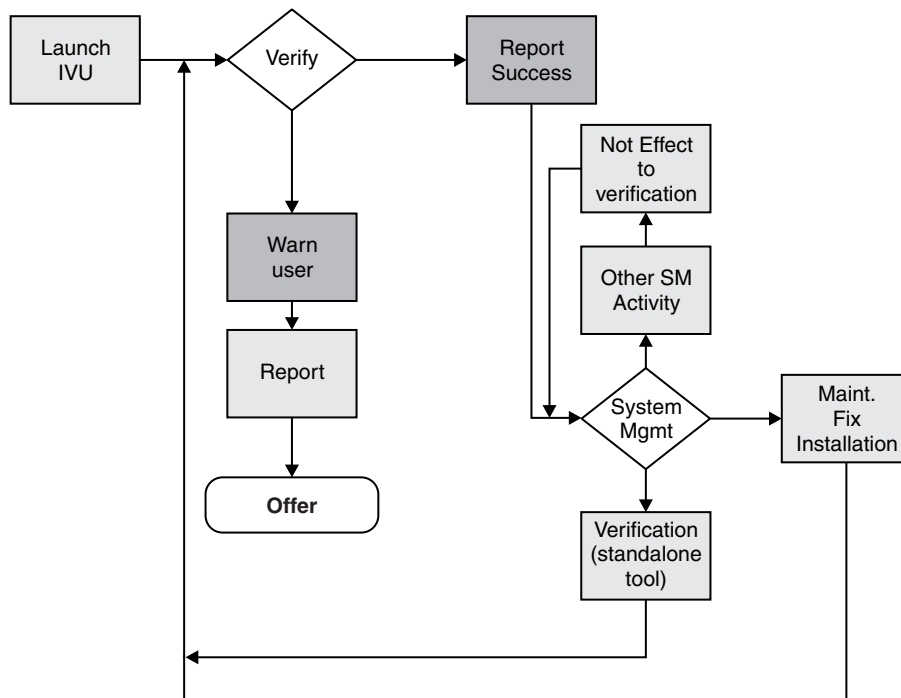 Launch
IVU
Verify
Report
Success
Not Effect
to
verification
Warn
user
Other SM
Activity
Report
System
Mgmt
Maint.
Fix
Installation
Offer
Verification
(standalone
tool)